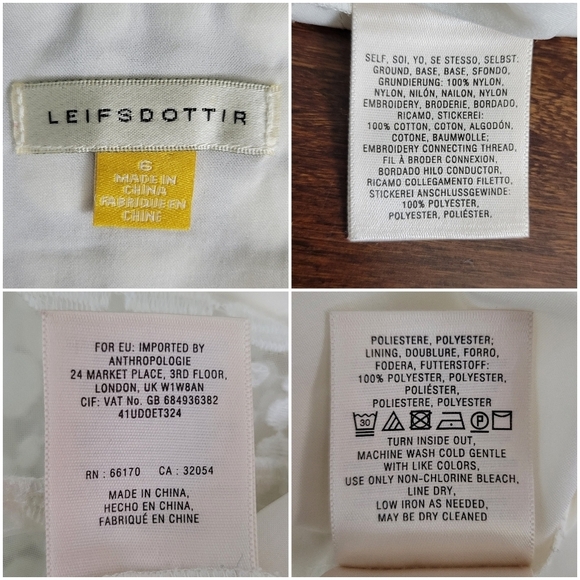 LEIFSDOTTIR
6
MADE IN
CHINA
FABRIQUE EN
CHINE
SELF, SOI, YO, SE STESSO, SELBST.
GROUND, BASE, BASE, SFONDO,
GRUNDIERUNG: 100% NYLON,
NYLON, NILÓN, NAILON, NYLON
EMBROIDERY, BRODERIE, BORDADO,
RICAMO, STICKEREI:
100% COTTON, COTON, ALGODÓN,
COTONE, BAUMWOLLE;
EMBROIDERY CONNECTING THREAD,
FIL À BRODER CONNEXION,
BORDADO HILO CONDUCTOR,
RICAMO COLLEGAMENTO FILETTO,
STICKEREI ANSCHLUSSGEWINDE:
100% POLYESTER,
POLYESTER, POLIÉSTER,
FOR EU: IMPORTED BY
ANTHROPOLOGIE
24 MARKET PLACE, 3RD FLOOR,
LONDON, UK W1W8AN
CIF: VAT No. GB 684936382
41UDOET324
RN : 66170 CA : 32054
MADE IN CHINA,
HECHO EN CHINA,
FABRIQUÉ EN CHINE
POLIESTERE, POLYESTER;
LINING, DOUBLURE, FORRO,
FODERA, FUTTERSTOFF:
100% POLYESTER, POLYESTER,
POLIÉSTER,
POLIESTERE, POLYESTER
30 P
TURN INSIDE OUT,
MACHINE WASH COLD GENTLE
WITH LIKE COLORS,
USE ONLY NON-CHLORINE BLEACH,
LINE DRY,
LOW IRON AS NEEDED,
MAY BE DRY CLEANED